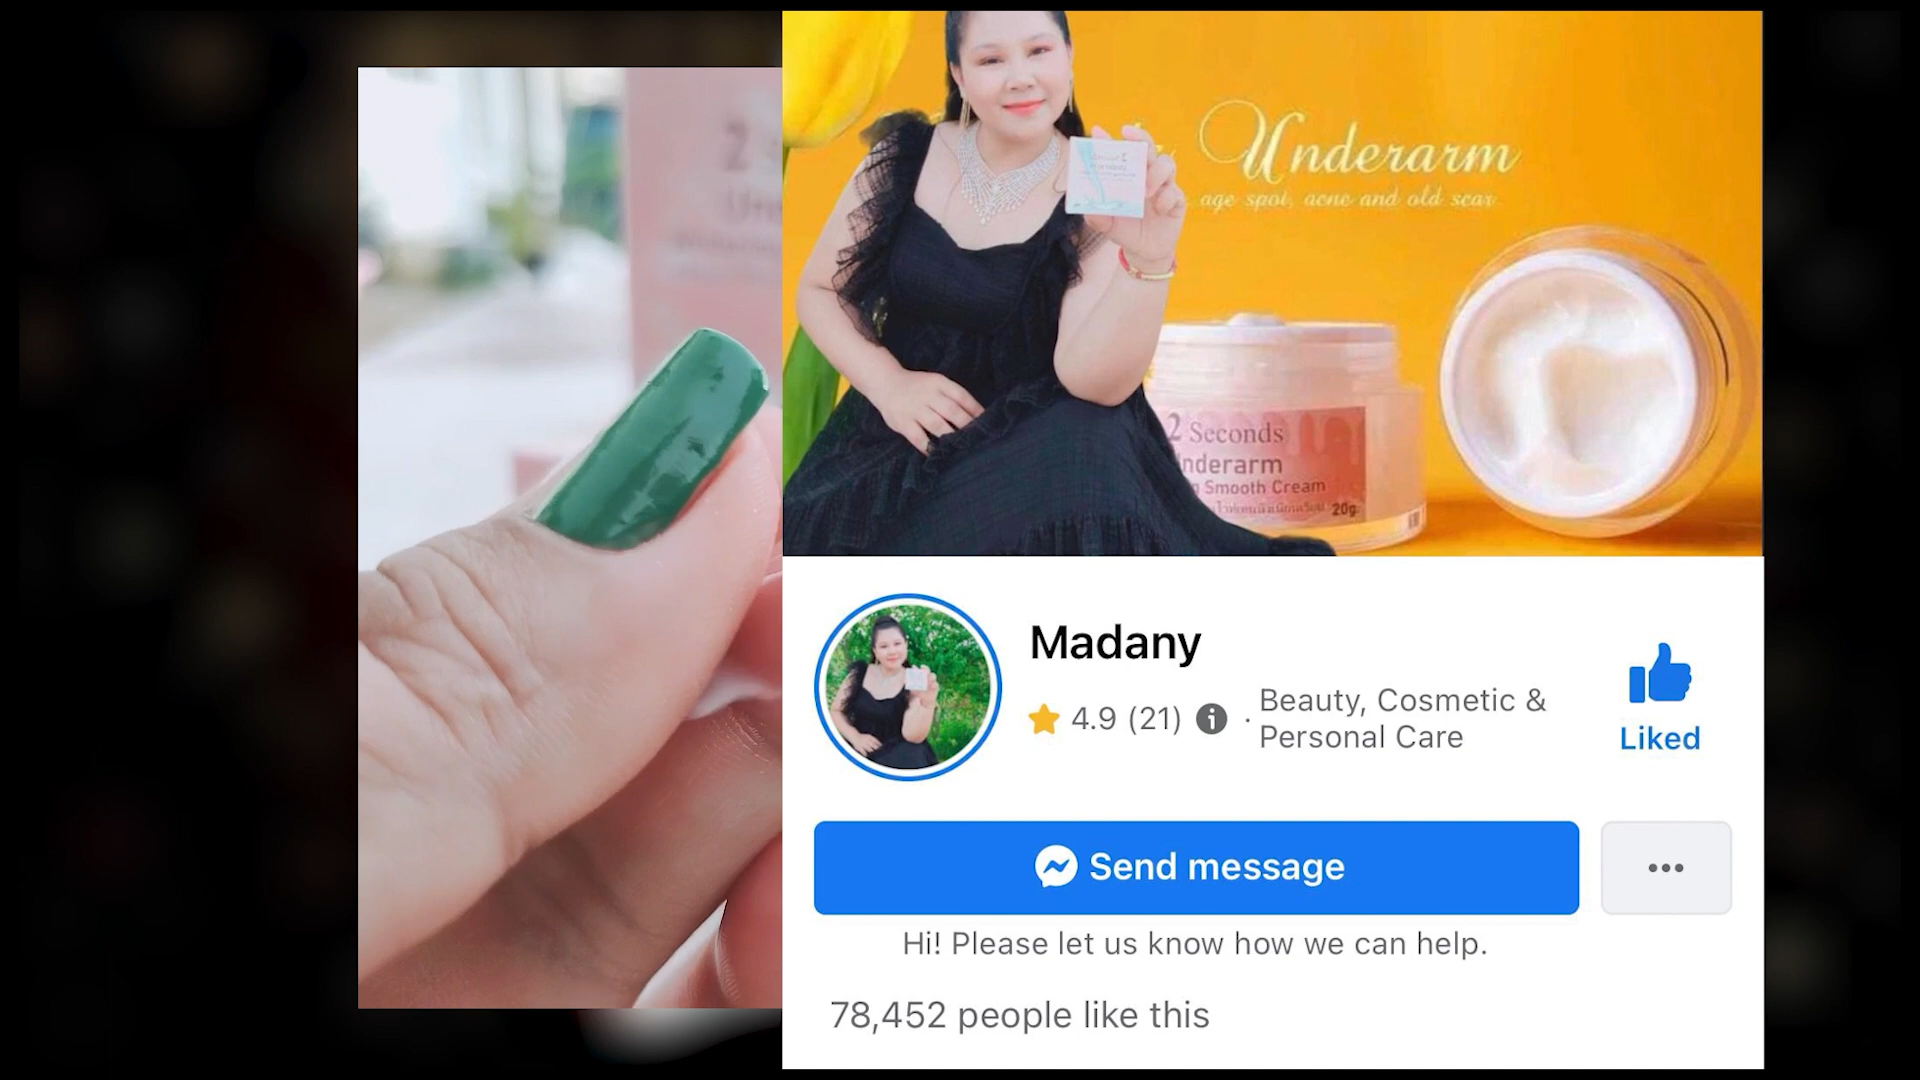 2
Underarm
age spot, acne and old scar
2 Seconds
nderarm
Smooth Cream
20g.
Madany
4.9 (21) · Beauty, Cosmetic &
Personal Care
Liked
Send message
Hi! Please let us know how we can help.
78,452 people like this